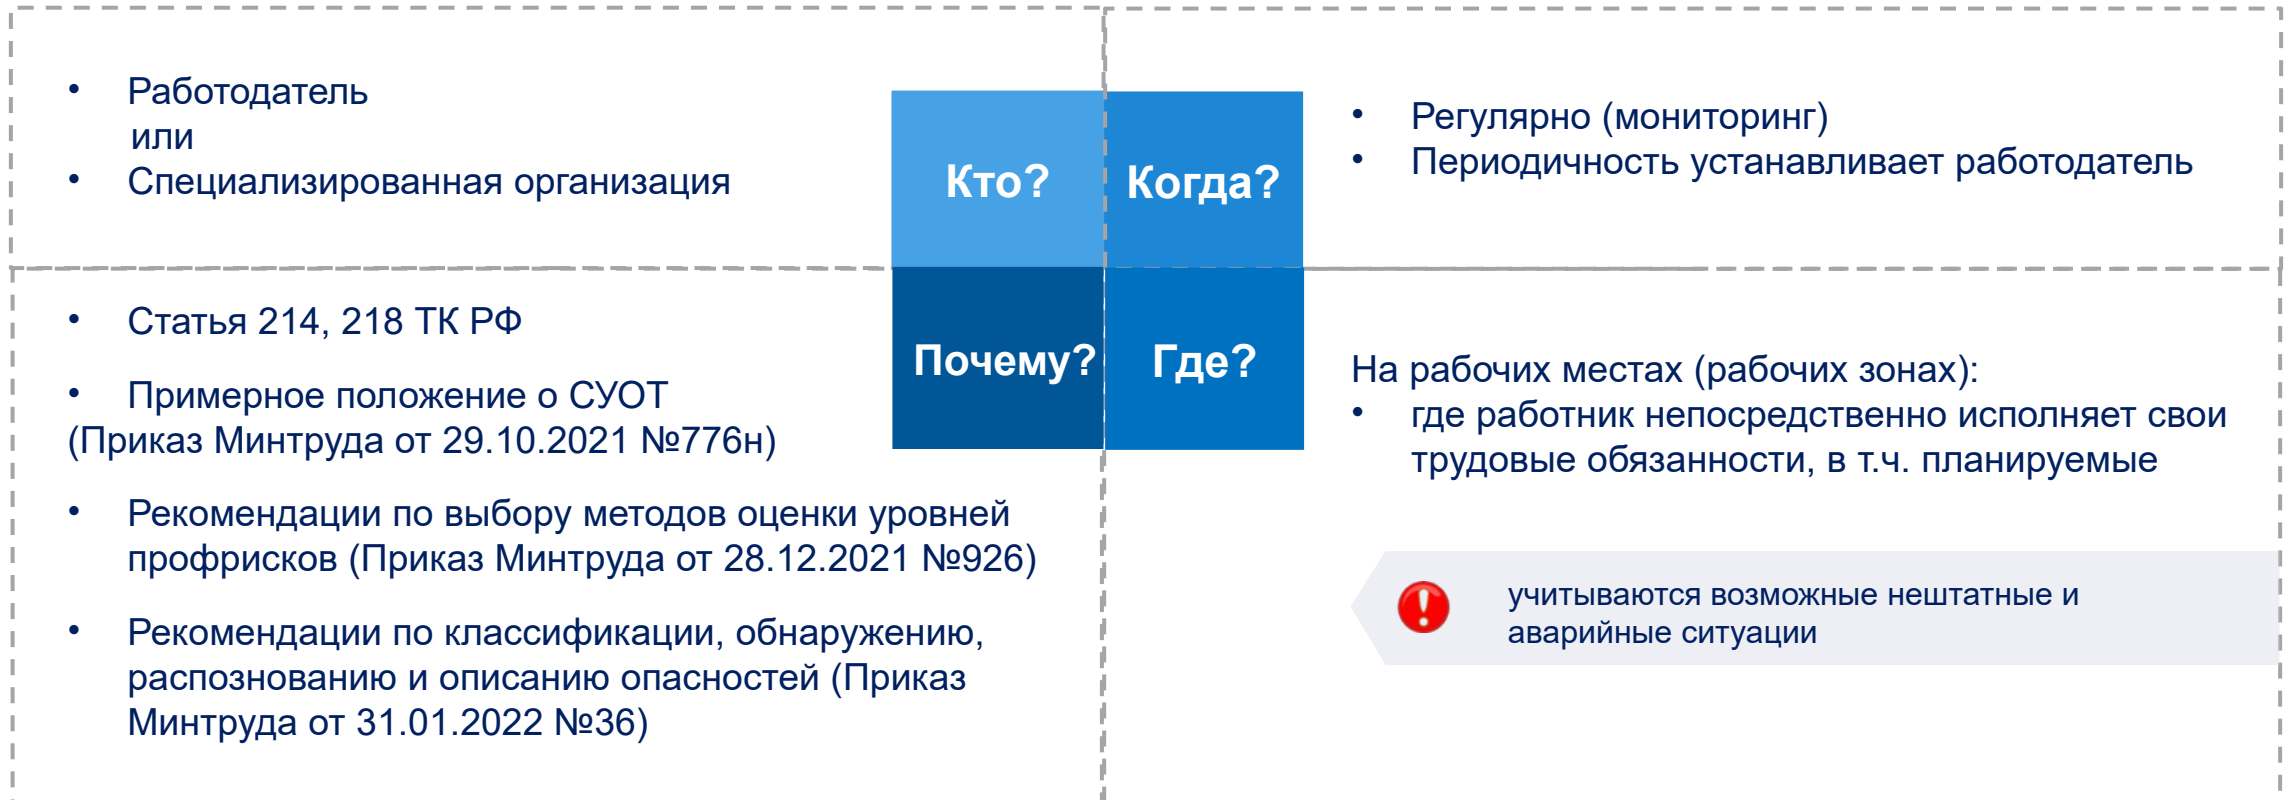 • Работодатель
или
• Специализированная организация
Кто?
Когда?
• Регулярно (мониторинг)
• Периодичность устанавливает работодатель
• Статья 214, 218 ТК РФ
• Примерное положение о СУОТ
(Приказ Минтруда от 29.10.2021 №776н)
• Рекомендации по выбору методов оценки уровней
профрисков (Приказ Минтруда от 28.12.2021 №926)
• Рекомендации по классификации, обнаружению,
распознованию и описанию опасностей (Приказ
Минтруда от 31.01.2022 №36)
Почему?
Где?
На рабочих местах (рабочих зонах):
• где работник непосредственно исполняет свои
трудовые обязанности, в т.ч. планируемые
учитываются возможные нештатные и
аварийные ситуации